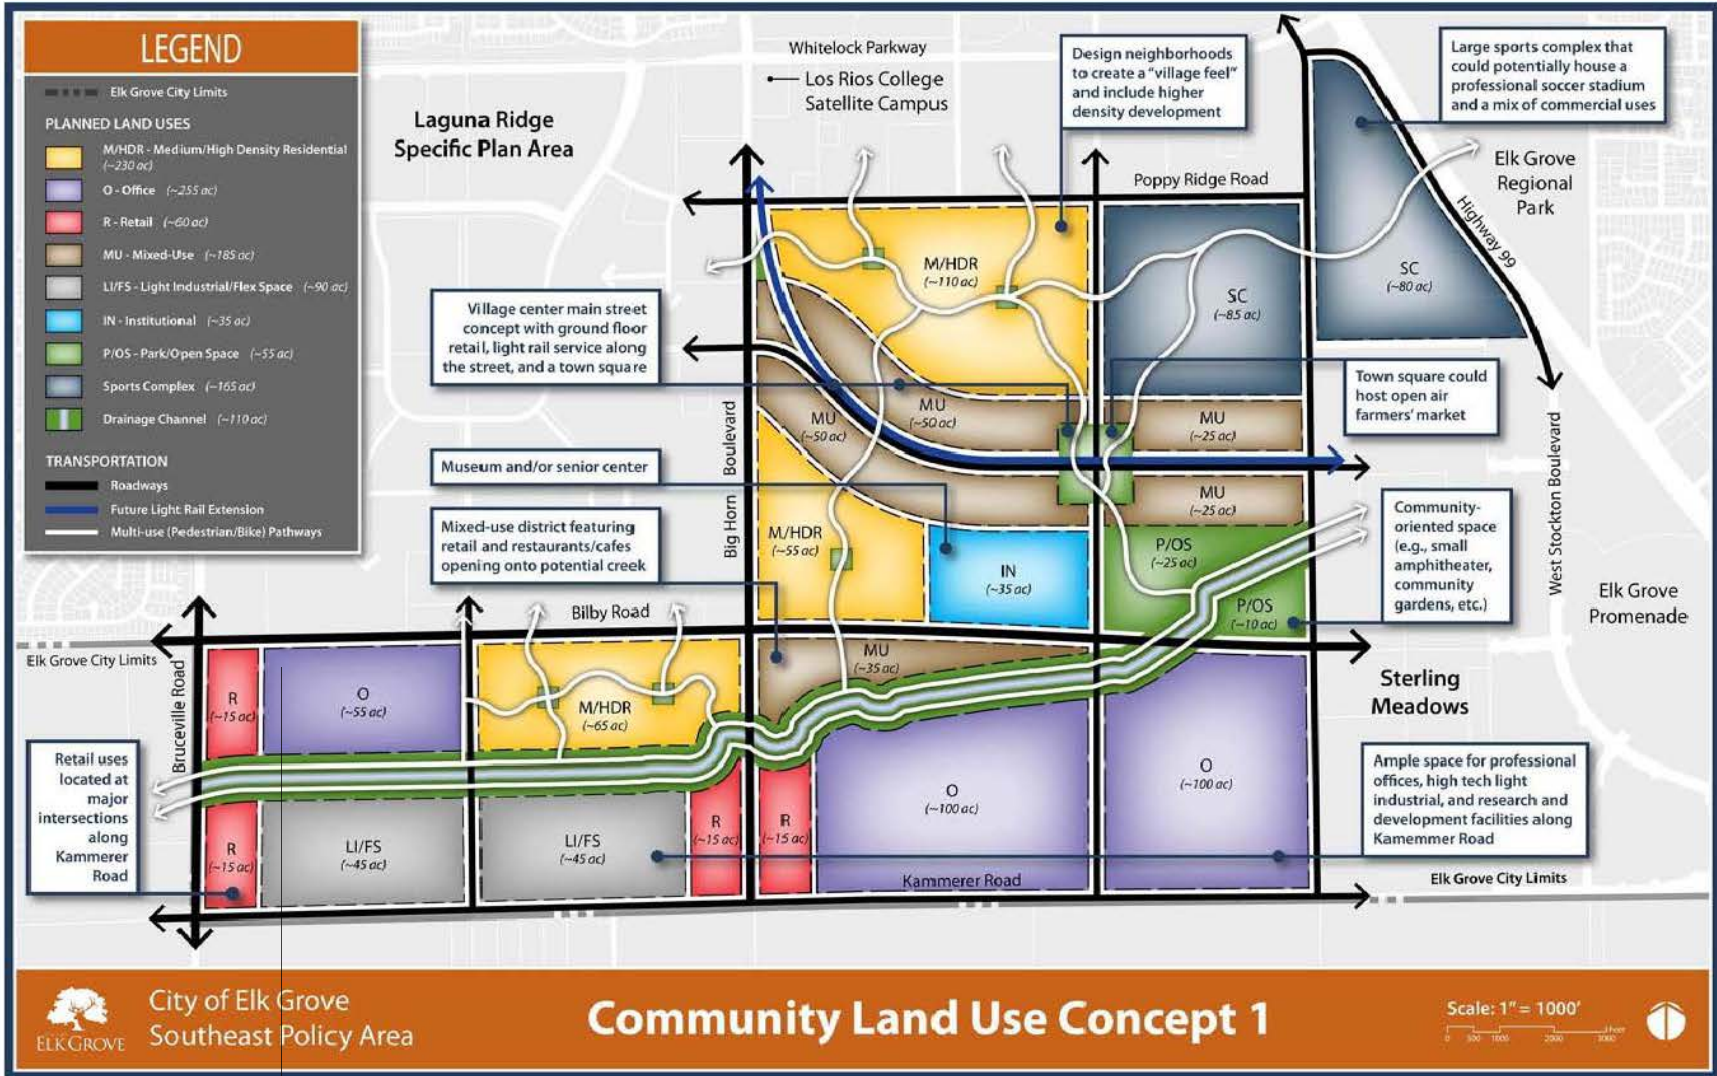 LEGEND
Elk Grove City Limits
PLANNED LAND USES
M/HDR - Medium/High Density Residential
(~230 ac)
O - Office (~255 ac)
R - Retail (~60 ac)
MU - Mixed-Use (~185 ac)
LI/FS - Light Industrial/Flex Space (~90 ac)
IN - Institutional (~35 ac)
P/OS - Park/Open Space (~55 ac)
Sports Complex (~165 ac)
Drainage Channel (~110 ac)
TRANSPORTATION
Roadways
Future Light Rail Extension
Multi-use (Pedestrian/Bike) Pathways
Whitelock Parkway
Los Rios College
Satellite Campus
Laguna Ridge
Specific Plan Area
Design neighborhoods
to create a "village feel"
and include higher
density development
Large sports complex that
could potentially house a
professional soccer stadium
and a mix of commercial uses
Elk Grove
Regional
Park
Poppy Ridge Road
Highway 99
M/HDR
(~110 ac)
SC
(~85 ac)
SC
(~80 ac)
Village center main street
concept with ground floor
retail, light rail service along
the street, and a town square
Town square could
host open air
farmers' market
MU
(~50 ac)
MU
(~50 ac)
MU
(~25 ac)
MU
(~25 ac)
Big Horn Boulevard
West Stockton Boulevard
Museum and/or senior center
Mixed-use district featuring
retail and restaurants/cafes
opening onto potential creek
M/HDR
(~55 ac)
IN
(~35 ac)
P/OS
(~25 ac)
P/OS
(~10 ac)
Community-
oriented space
(e.g., small
amphitheater,
community
gardens, etc.)
Elk Grove
Promenade
Bilby Road
Elk Grove City Limits
Bruceville Road
R
(~15 ac)
O
(~55 ac)
M/HDR
(~65 ac)
MU
(~35 ac)
Sterling
Meadows
Retail uses
located at
major
intersections
along
Kammerer
Road
R
(~15 ac)
LI/FS
(~45 ac)
LI/FS
(~45 ac)
R
(~15 ac)
R
(~15 ac)
O
(~100 ac)
O
(~100 ac)
Ample space for professional
offices, high tech light
industrial, and research and
development facilities along
Kamemmer Road
Kammerer Road
Elk Grove City Limits
ELK GROVE
City of Elk Grove
Southeast Policy Area
Community Land Use Concept 1
Scale: 1" = 1000'
0 500 1000 2000 3000
Feet